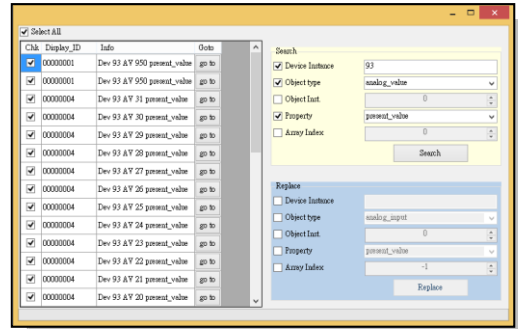 Select All
Chk Display_ID Info Goto
00000001 Dev 93 AV 950 present_value go to
00000001 Dev 93 AV 950 present_value go to
00000004 Dev 93 AV 31 present_value go to
00000004 Dev 93 AV 30 present_value go to
00000004 Dev 93 AV 29 present_value go to
00000004 Dev 93 AV 28 present_value go to
00000004 Dev 93 AV 27 present_value go to
00000004 Dev 93 AV 26 present_value go to
00000004 Dev 93 AV 25 present_value go to
00000004 Dev 93 AV 24 present_value go to
00000004 Dev 93 AV 23 present_value go to
00000004 Dev 93 AV 22 present_value go to
00000004 Dev 93 AV 21 present_value go to
00000004 Dev 93 AV 20 present_value go to
Search
Device Instance 93
Object type analog_value
Object Inst. 0
Property present_value
Array Index 0
Search
Replace
Device Instance
Object type analog_input
Object Inst. 0
Property present_value
Array Index -1
Replace